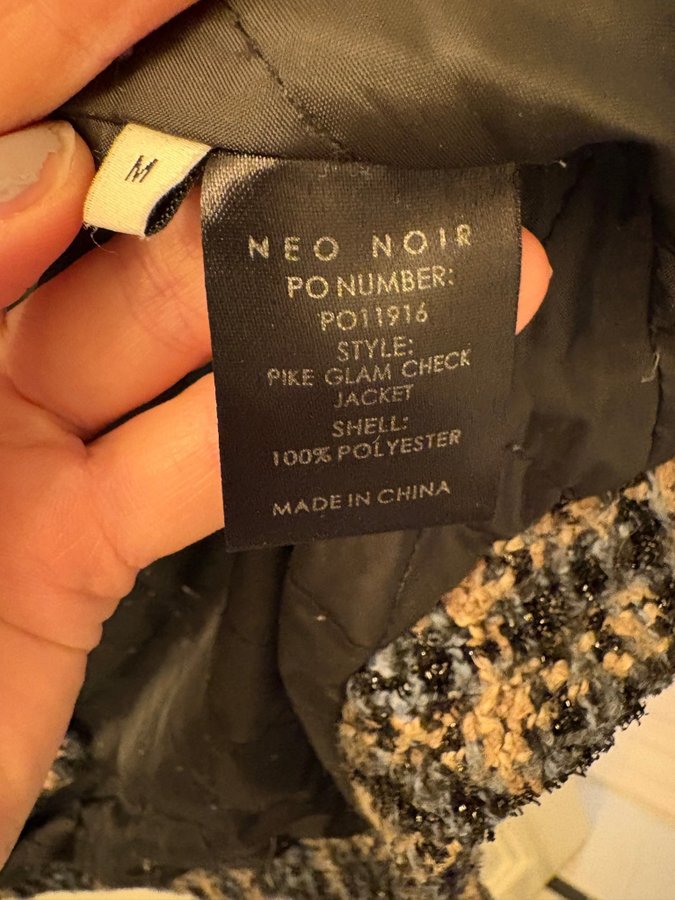 M
NEO NOIR
PO NUMBER:
PO11916
STYLE:
PIKE GLAM CHECK
JACKET
SHELL:
100% POLYESTER
MADE IN CHINA